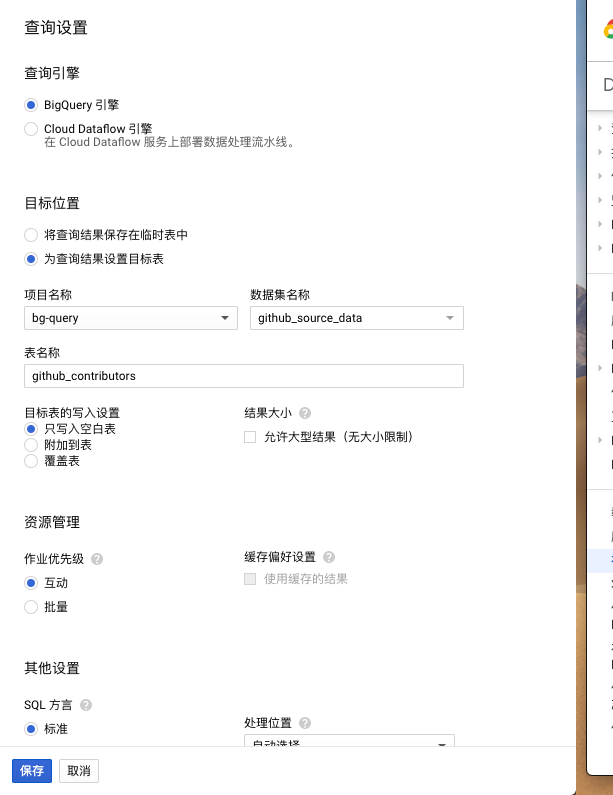 查询设置
查询引擎
BigQuery 引擎
Cloud Dataflow 引擎
在 Cloud Dataflow 服务上部署数据处理流水线。
目标位置
将查询结果保存在临时表中
为查询结果设置目标表
项目名称
数据集名称
bg-query
github_source_data
表名称
github_contributors
目标表的写入设置
结果大小 ?
只写入空白表
允许大型结果（无大小限制）
附加到表
覆盖表
资源管理
作业优先级 ?
缓存偏好设置 ?
互动
使用缓存的结果
批量
其他设置
SQL 方言 ?
处理位置 ?
标准
自动选择
保存
取消